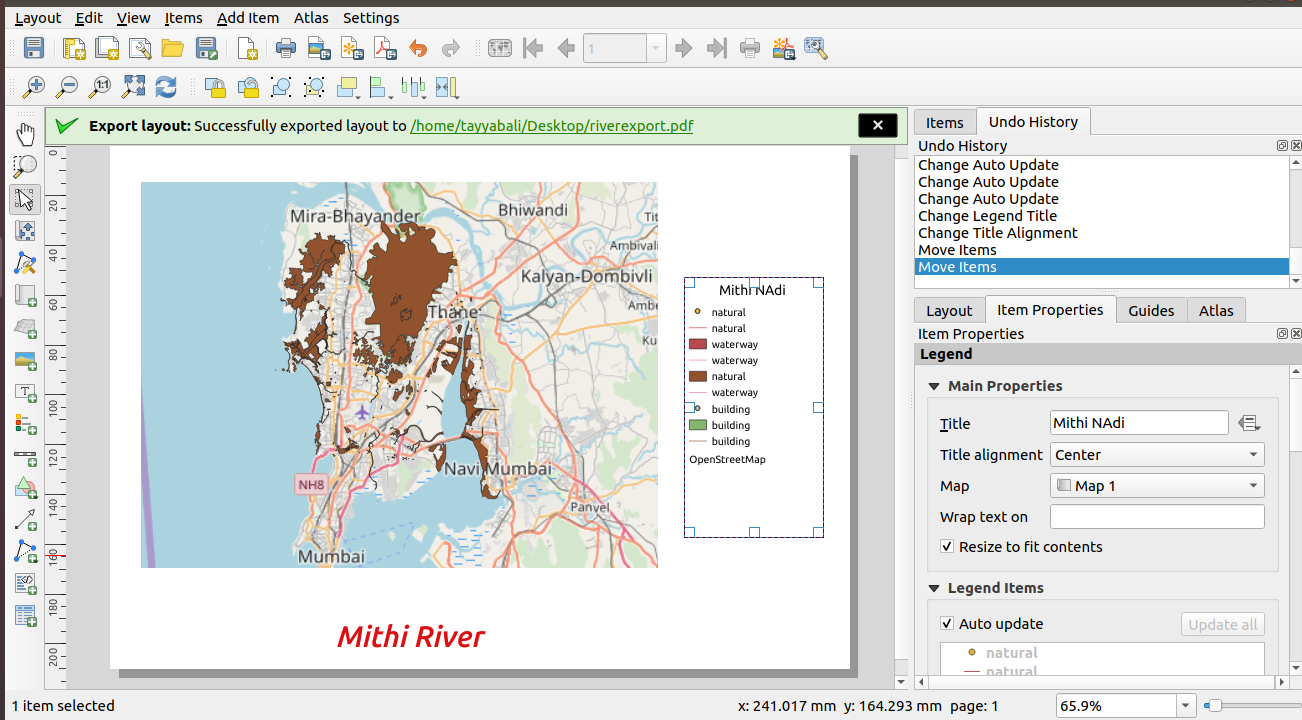 Layout Edit View Items Add Item Atlas Settings
1
1:1
Export layout: Successfully exported layout to /home/tayyabali/Desktop/riverexport.pdf
Items Undo History
Undo History
Change Auto Update
Change Auto Update
Change Auto Update
Change Legend Title
Change Title Alignment
Move Items
Move Items
0
20
40
60
80
100
120
140
160
180
200
Mira-Bhayander
Bhiwandi
Tit
Ambivali
Kalyan-Dombivli
Ambe
Thane
Ku
Navi Mumbai
NH8
Panvel
Mumbai
Mithi NAdi
natural
natural
waterway
waterway
natural
waterway
building
building
building
OpenStreetMap
Mithi River
Layout Item Properties Guides Atlas
Item Properties
Legend
Main Properties
Title Mithi NAdi
Title alignment Center
Map Map 1
Wrap text on
Resize to fit contents
Legend Items
Auto update Update all
natural
natural
1 item selected x: 241.017 mm y: 164.293 mm page: 1 65.9%